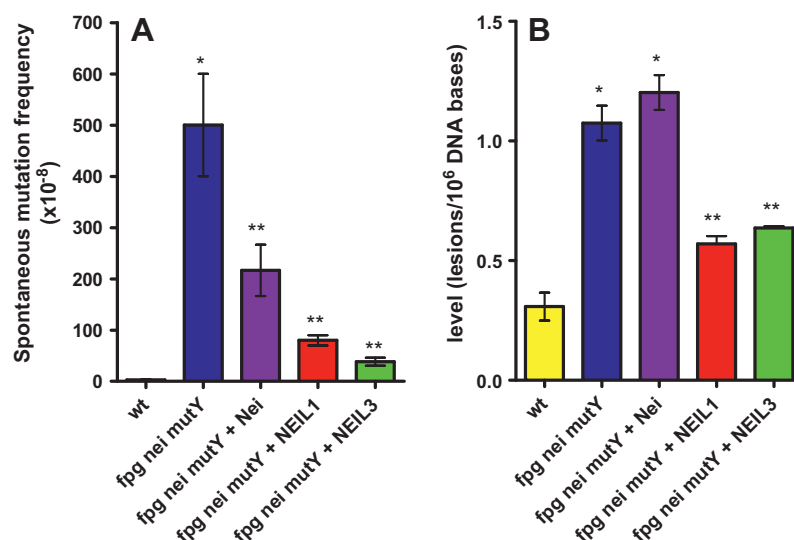 A
Spontaneous mutation frequency
(x10-8)
700
600
500
400
300
200
100
0
*
**
**
**
wt
fpg nei mutY
fpg nei mutY + Nei
fpg nei mutY + NEIL1
fpg nei mutY + NEIL3
B
level (lesions/10⁶ DNA bases)
1.5
1.0
0.5
0.0
*
*
**
**
wt
fpg nei mutY
fpg nei mutY + Nei
fpg nei mutY + NEIL1
fpg nei mutY + NEIL3